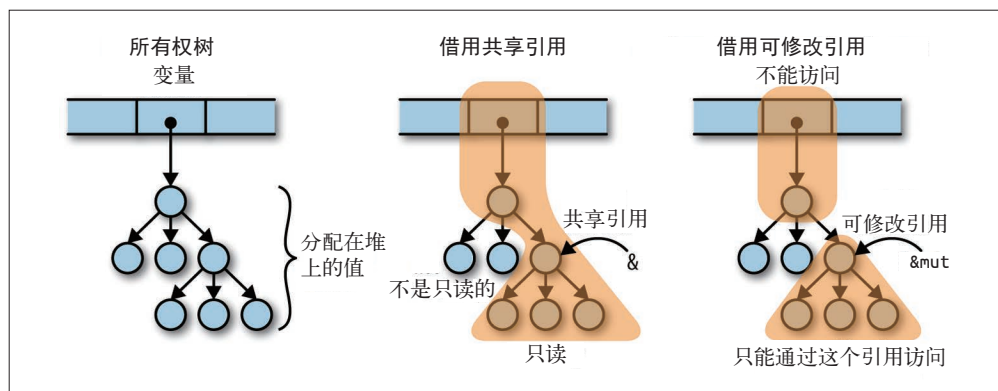 所有权树
变量
分配在堆
上的值
借用共享引用
共享引用
&
不是只读的
只读
借用可修改引用
不能访问
可修改引用
&mut
只能通过这个引用访问